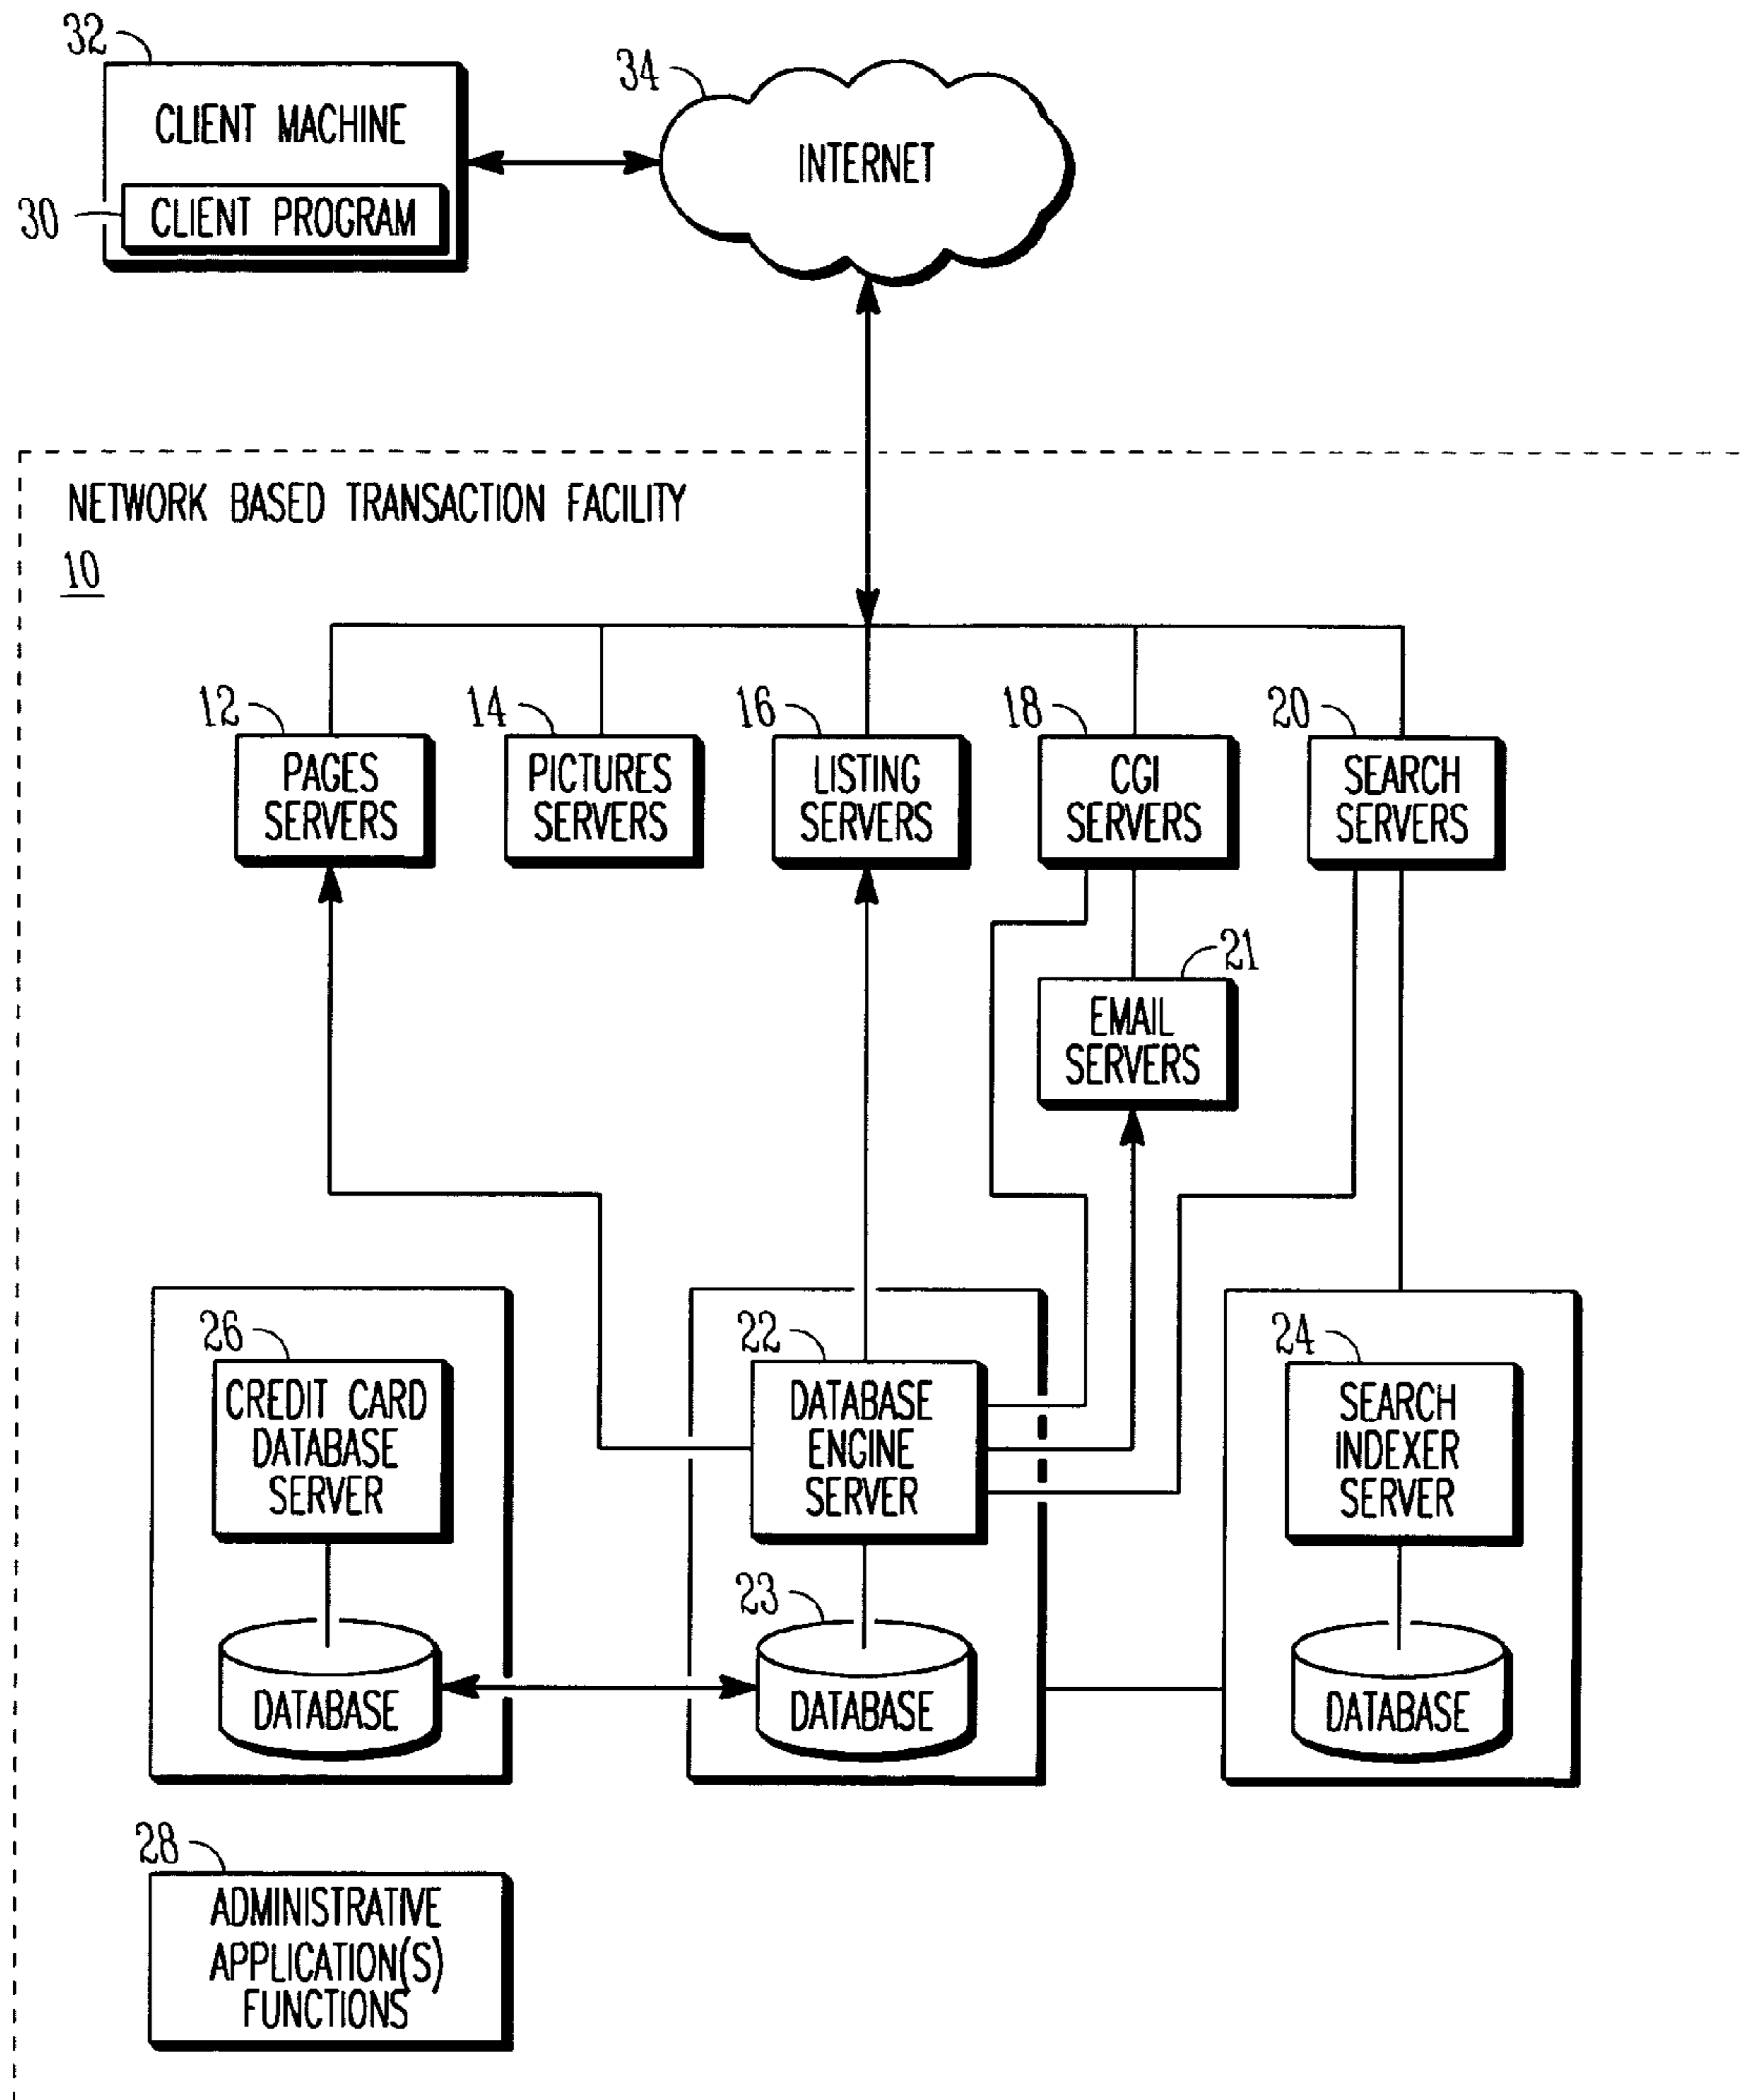 32
CLIENT MACHINE
30
CLIENT PROGRAM
34
INTERNET
NETWORK BASED TRANSACTION FACILITY
10
12
PAGES
SERVERS
14
PICTURES
SERVERS
16
LISTING
SERVERS
18
CGI
SERVERS
20
SEARCH
SERVERS
21
EMAIL
SERVERS
26
CREDIT CARD
DATABASE
SERVER
DATABASE
22
DATABASE
ENGINE
SERVER
23
DATABASE
24
SEARCH
INDEXER
SERVER
DATABASE
28
ADMINISTRATIVE
APPLICATION(S)
FUNCTIONS